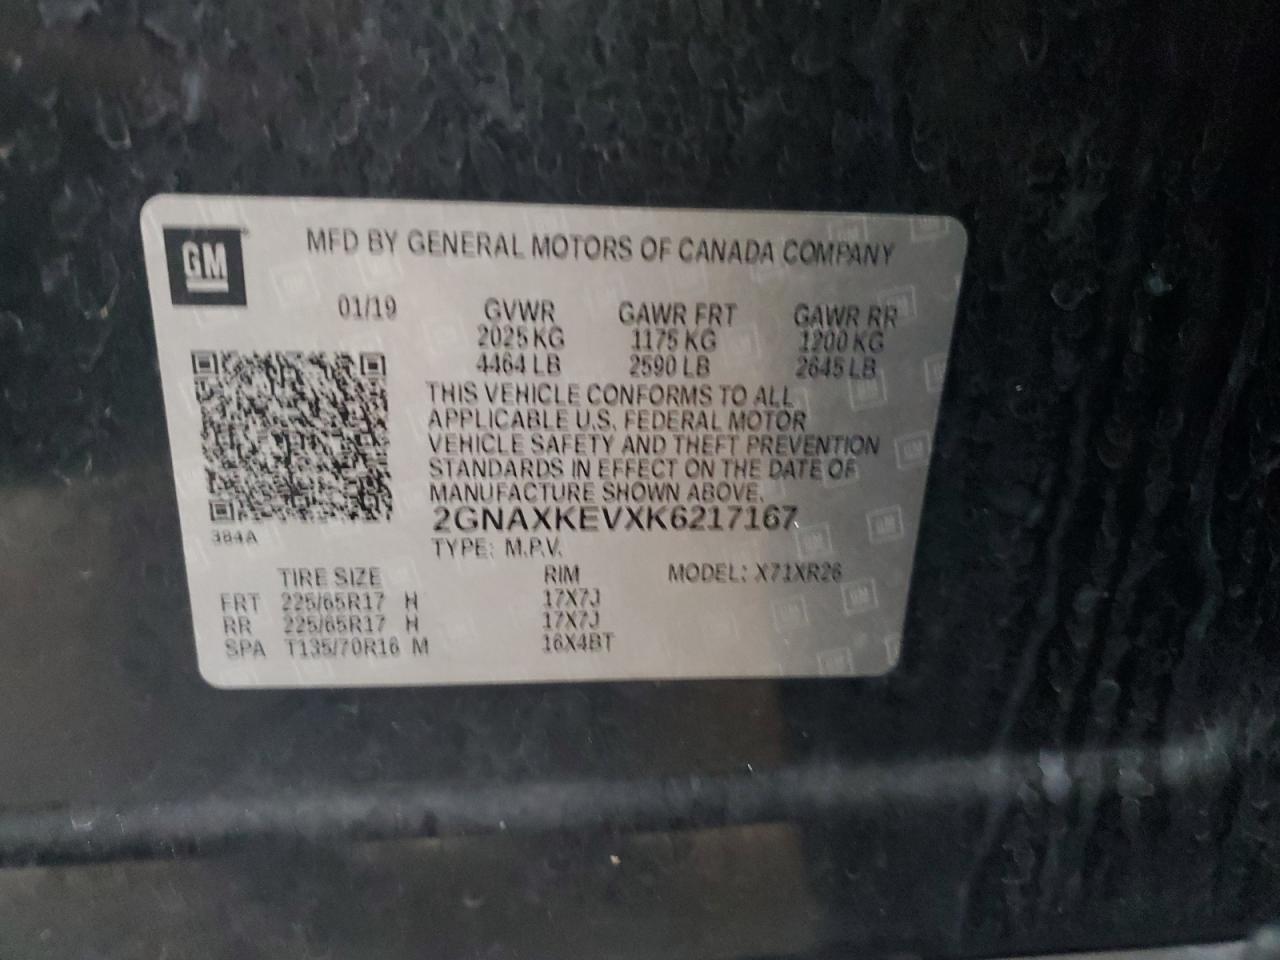 GM
MFD BY GENERAL MOTORS OF CANADA COMPANY
01/19 GVWR GAWR FRT GAWR RR
2025 KG 1175 KG 1200 KG
4464 LB 2590 LB 2645 LB
THIS VEHICLE CONFORMS TO ALL
APPLICABLE U.S. FEDERAL MOTOR
VEHICLE SAFETY AND THEFT PREVENTION
STANDARDS IN EFFECT ON THE DATE OF
MANUFACTURE SHOWN ABOVE.
2GNAXKEVXK6217167
384A
TYPE: M.P.V.
TIRE SIZE RIM MODEL: X71XR26
FRT 225/65R17 H 17X7J
RR 225/65R17 H 17X7J
SPA T135/70R16 M 16X4BT